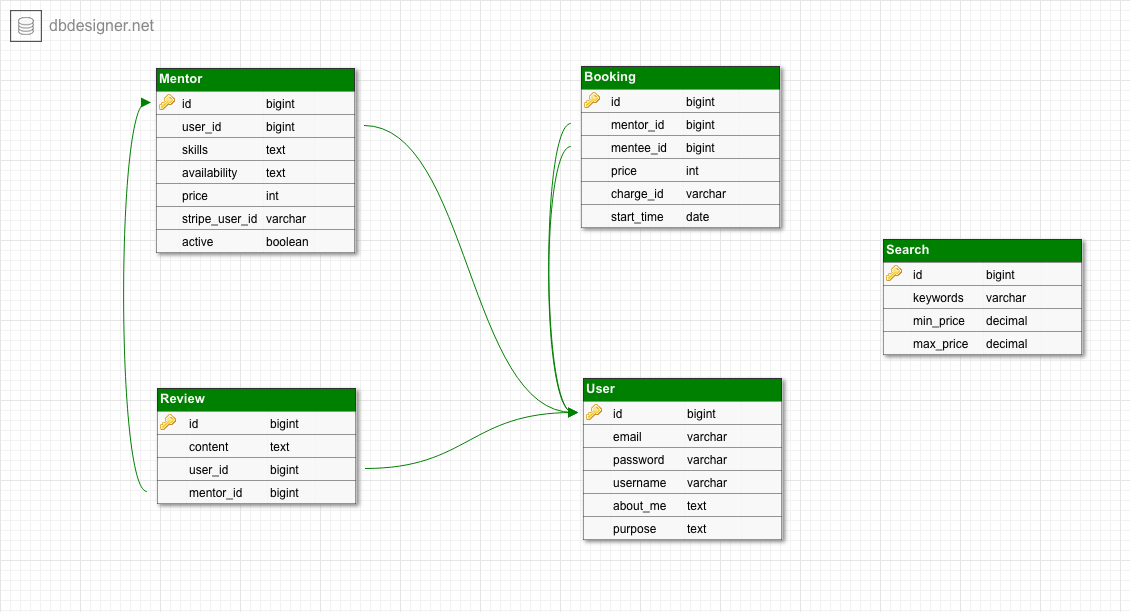 dbdesigner.net
Mentor
id bigint
user_id bigint
skills text
availability text
price int
stripe_user_id varchar
active boolean
Booking
id bigint
mentor_id bigint
mentee_id bigint
price int
charge_id varchar
start_time date
Search
id bigint
keywords varchar
min_price decimal
max_price decimal
Review
id bigint
content text
user_id bigint
mentor_id bigint
User
id bigint
email varchar
password varchar
username varchar
about_me text
purpose text